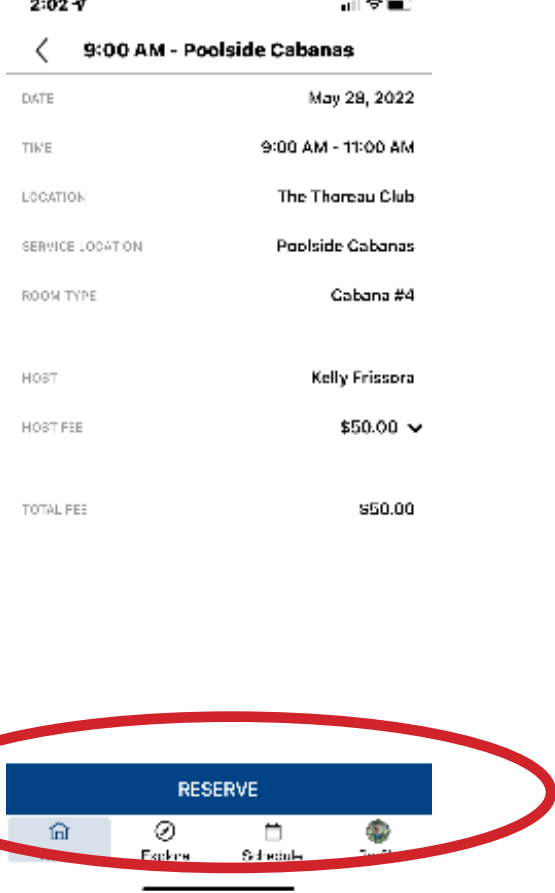 2:02
9:00 AM - Poolside Cabanas
DATE May 28, 2022
TIME 9:00 AM - 11:00 AM
LOCATION The Thoreau Club
SERVICE LOCATION Poolside Cabanas
ROOM TYPE Cabana #4
HOST Kelly Frissora
HOST FEE $50.00
TOTAL FEE $50.00
RESERVE
Explore Schedule